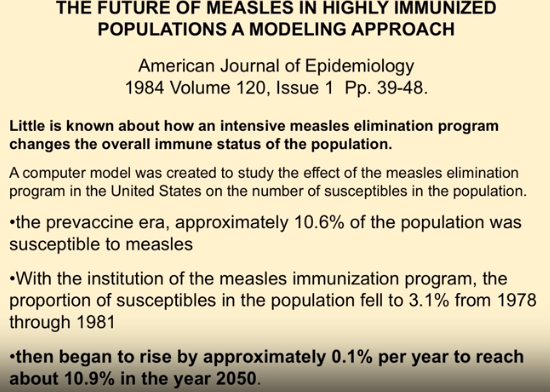 THE FUTURE OF MEASLES IN HIGHLY IMMUNIZED
POPULATIONS A MODELING APPROACH
American Journal of Epidemiology
1984 Volume 120, Issue 1 Pp. 39-48.
Little is known about how an intensive measles elimination program
changes the overall immune status of the population.
A computer model was created to study the effect of the measles elimination
program in the United States on the number of susceptibles in the population.
•the prevaccine era, approximately 10.6% of the population was
susceptible to measles
•With the institution of the measles immunization program, the
proportion of susceptibles in the population fell to 3.1% from 1978
through 1981
•then began to rise by approximately 0.1% per year to reach
about 10.9% in the year 2050.